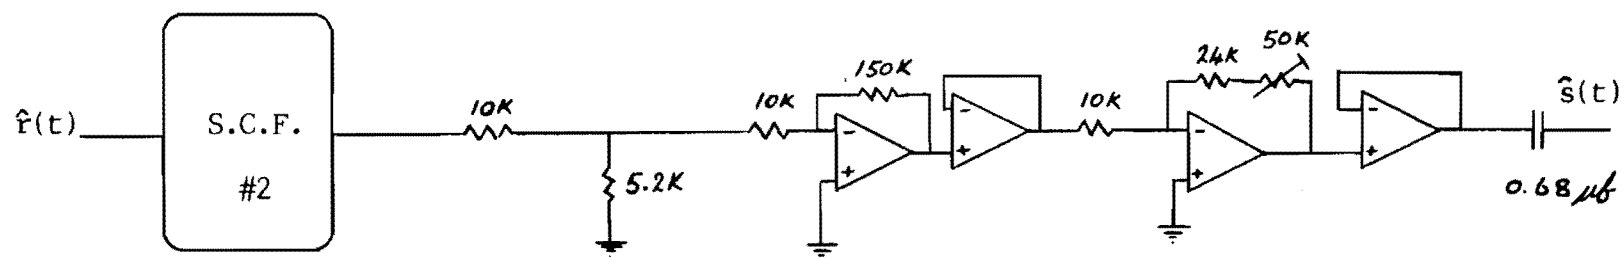 r̂(t)
S.C.F.
#2
10K
5.2K
10K
150K
-
+
-
+
10K
24K
50K
-
+
-
+
ŝ(t)
0.68 μf